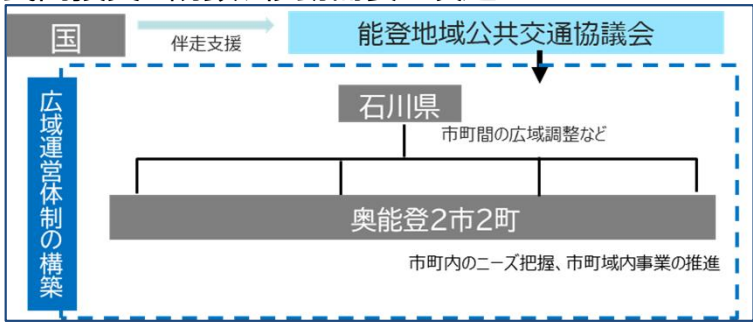 国
伴走支援
能登地域公共交通協議会
広域運営体制の構築
石川県
市町間の広域調整など
奥能登2市2町
市町内のニーズ把握、市町域内事業の推進